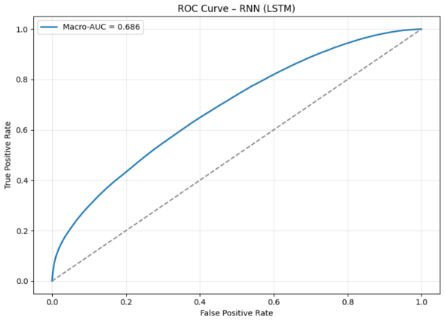 ROC Curve – RNN (LSTM)
Macro-AUC = 0.686
True Positive Rate
1.0
0.8
0.6
0.4
0.2
0.0
0.0 0.2 0.4 0.6 0.8 1.0
False Positive Rate